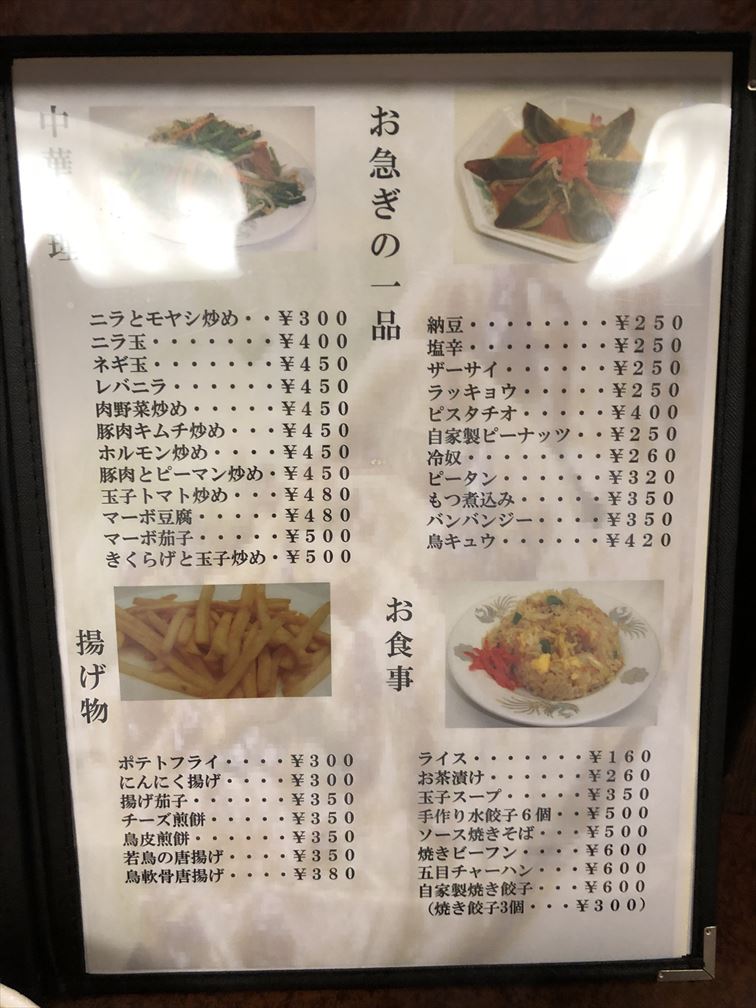 中華 理
ニラとモヤシ炒め・・￥３００
ニラ玉・・・・・・・￥４００
ネギ玉・・・・・・・￥４５０
レバニラ・・・・・・￥４５０
肉野菜炒め・・・・・￥４５０
豚肉キムチ炒め・・・￥４５０
ホルモン炒め・・・・￥４５０
豚肉とピーマン炒め・￥４５０
玉子トマト炒め・・・￥４８０
マーボ豆腐・・・・・￥４８０
マーボ茄子・・・・・￥５００
きくらげと玉子炒め・￥５００
お急ぎの一品
納豆・・・・・・・・￥２５０
塩辛・・・・・・・・￥２５０
ザーサイ・・・・・・￥２５０
ラッキョウ・・・・・￥２５０
ピスタチオ・・・・・￥４００
自家製ピーナッツ・・￥２５０
冷奴・・・・・・・・￥２６０
ピータン・・・・・・￥３２０
もつ煮込み・・・・・￥３５０
バンバンジー・・・・￥３５０
鳥キュウ・・・・・・￥４２０
揚げ物
ポテトフライ・・・・￥３００
にんにく揚げ・・・・￥３００
揚げ茄子・・・・・・￥３５０
チーズ煎餅・・・・・￥３５０
鳥皮煎餅・・・・・・￥３５０
若鳥の唐揚げ・・・・￥３５０
鳥軟骨唐揚げ・・・・￥３８０
お食事
ライス・・・・・・・￥１６０
お茶漬け・・・・・・￥２６０
玉子スープ・・・・・￥３５０
手作り水餃子６個・・￥５００
ソース焼きそば・・・￥５００
焼きビーフン・・・・￥６００
五目チャーハン・・・￥６００
自家製焼き餃子・・・￥６００
（焼き餃子3個・・・￥３００）